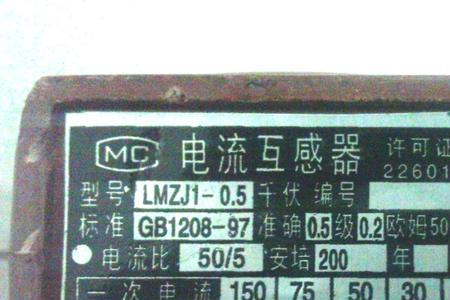 MC 电流互感器 许可证
22601
型号 LMZJ1-0.5 千伏 编号
标准 GB1208-97 准确 0.5 级 0.2 欧姆 50
电流比 50/5 安培 200 年
一次电流 150 75 50 30